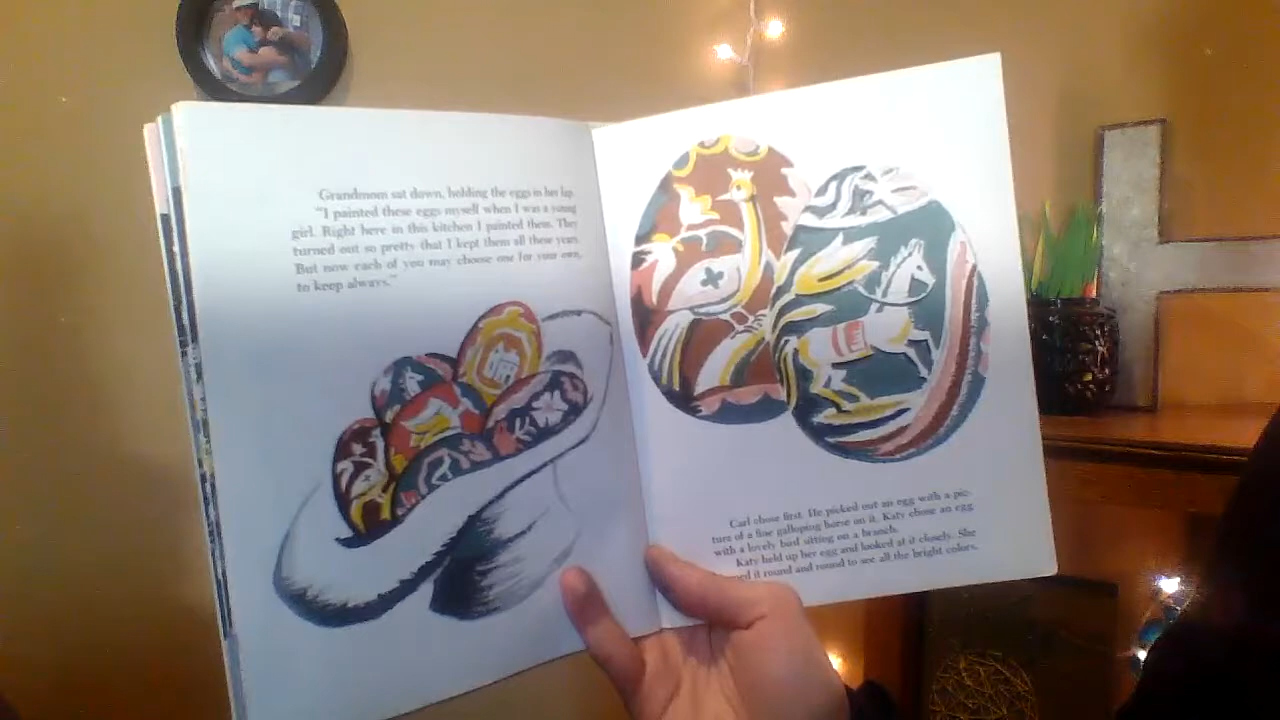 Grandmom sat down, holding the eggs in her lap.
"I painted these eggs myself when I was a young
girl. Right here in this kitchen I painted them. They
turned out so pretty that I kept them all these years.
But now each of you may choose one for your own,
to keep always."
Carl chose first. He picked out an egg with a pic-
ture of a fine galloping horse on it. Katy chose an egg
with a lovely bird sitting on a branch.
Katy held up her egg and looked at it closely. She
it round and round to see all the bright colors.